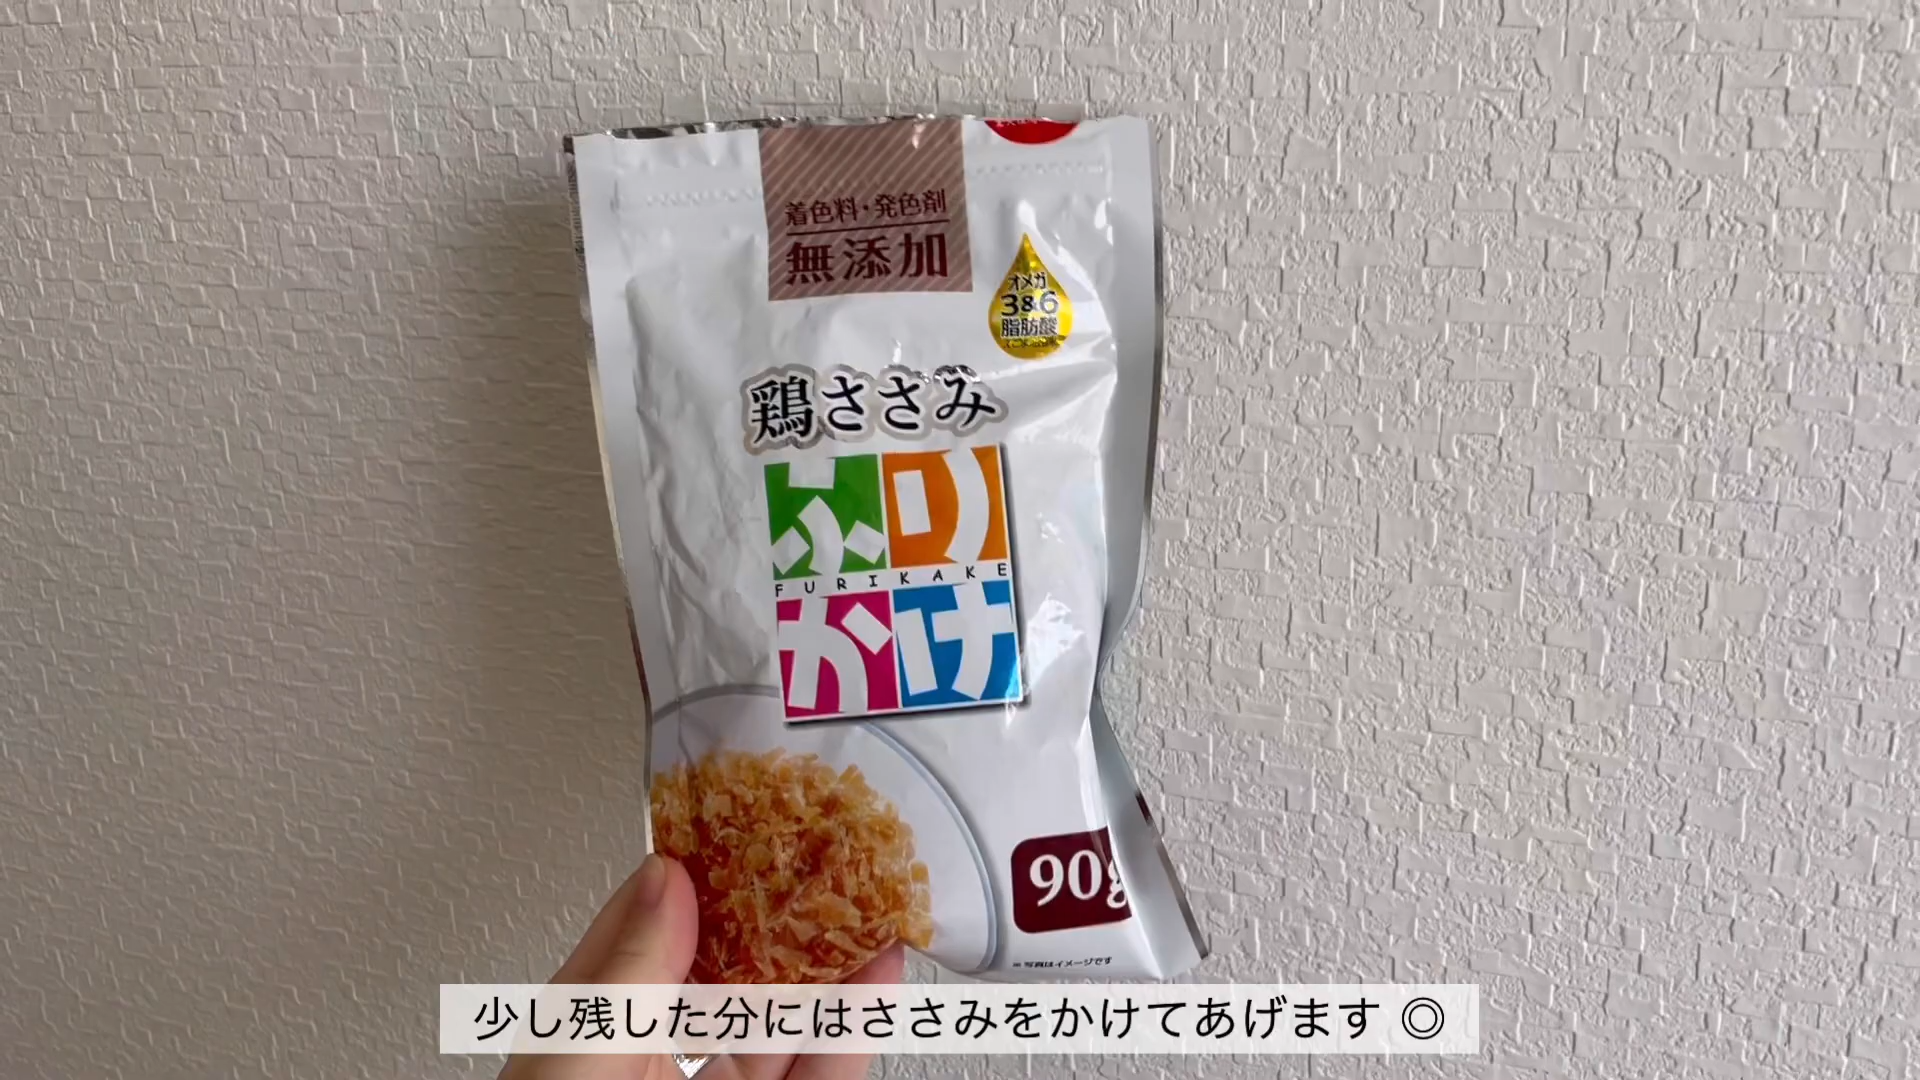 着色料・発色剤
無添加
オメガ
3&6
脂肪酸
鶏ささみ
ふり
FURIKAKE
かけ
90g
※写真はイメージです
少し残した分にはささみをかけてあげます ◎